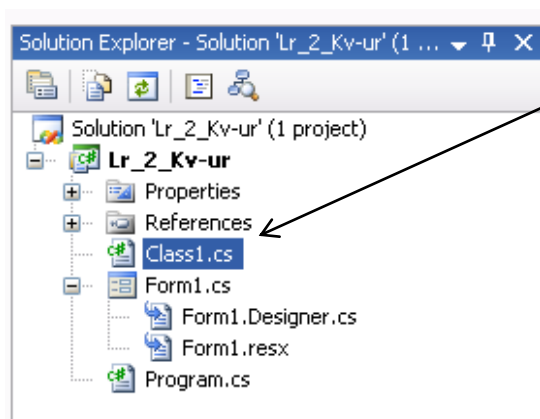 Solution Explorer - Solution 'Lr_2_Kv-ur' (1 ...
Solution 'Lr_2_Kv-ur' (1 project)
Lr_2_Kv-ur
Properties
References
Class1.cs
Form1.cs
Form1.Designer.cs
Form1.resx
Program.cs